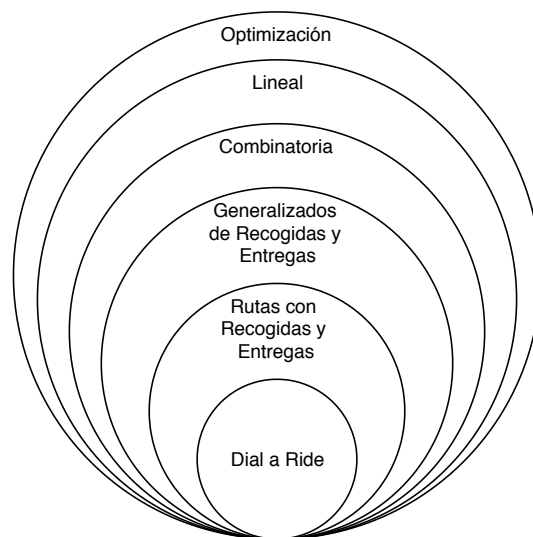 Optimización
Lineal
Combinatoria
Generalizados
de Recogidas y
Entregas
Rutas con
Recogidas y
Entregas
Dial a Ride